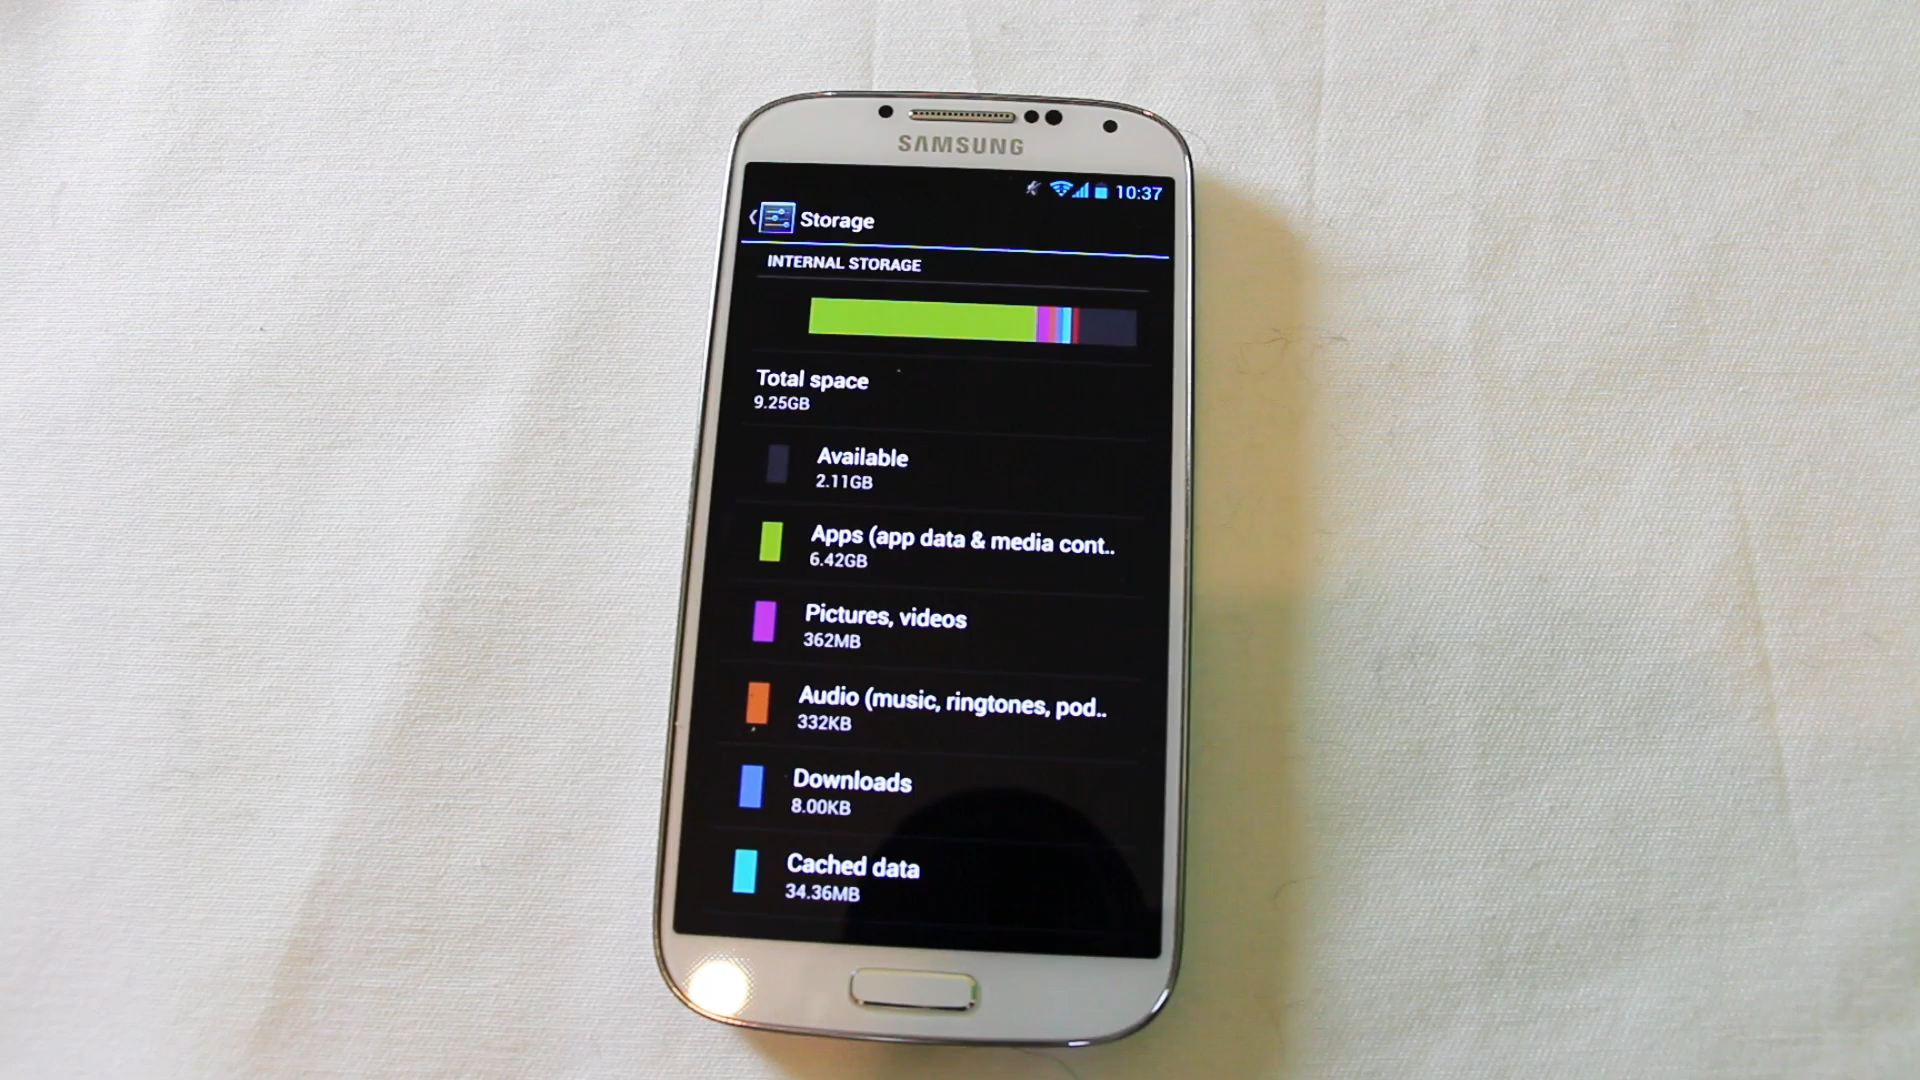 SAMSUNG
10:37
Storage
INTERNAL STORAGE
Total space
9.25GB
Available
2.11GB
Apps (app data & media cont..
6.42GB
Pictures, videos
362MB
Audio (music, ringtones, pod..
332KB
Downloads
8.00KB
Cached data
34.36MB